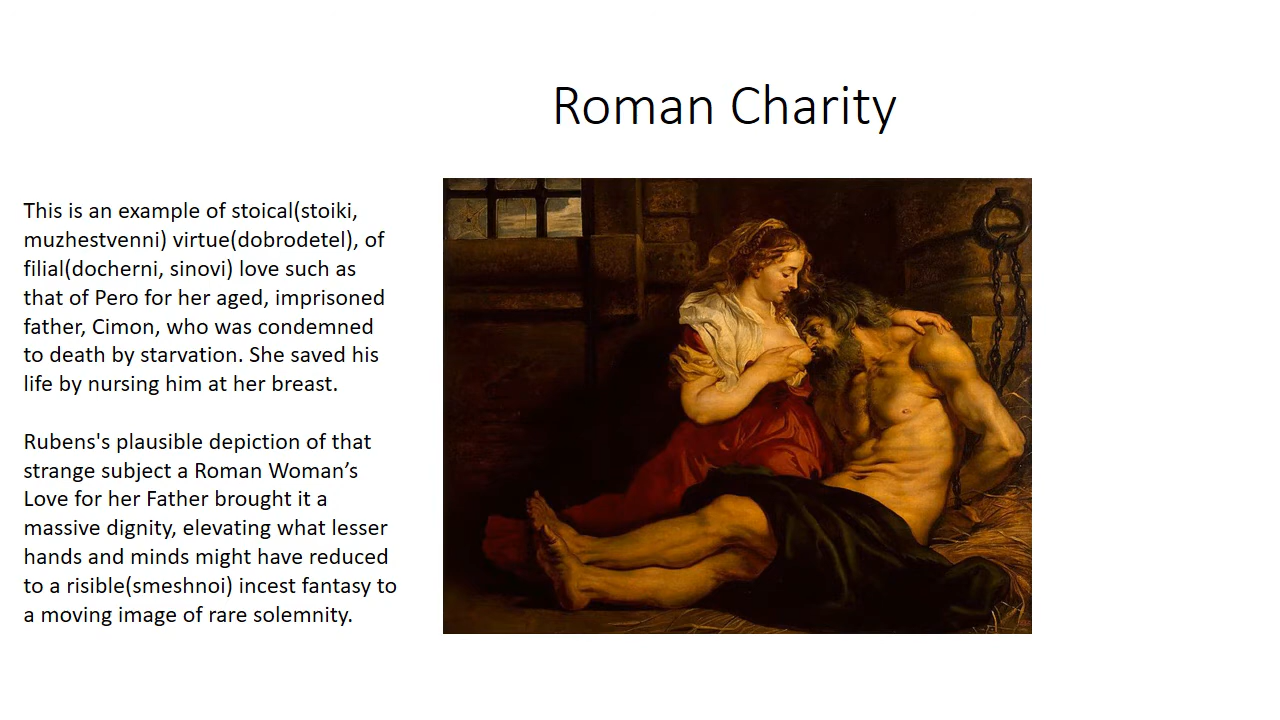 Roman Charity
This is an example of stoical(stoiki,
muzhestvenni) virtue(dobrodetel), of
filial(docherni, sinovi) love such as
that of Pero for her aged, imprisoned
father, Cimon, who was condemned
to death by starvation. She saved his
life by nursing him at her breast.
Rubens's plausible depiction of that
strange subject a Roman Woman’s
Love for her Father brought it a
massive dignity, elevating what lesser
hands and minds might have reduced
to a risible(smeshnoi) incest fantasy to
a moving image of rare solemnity.